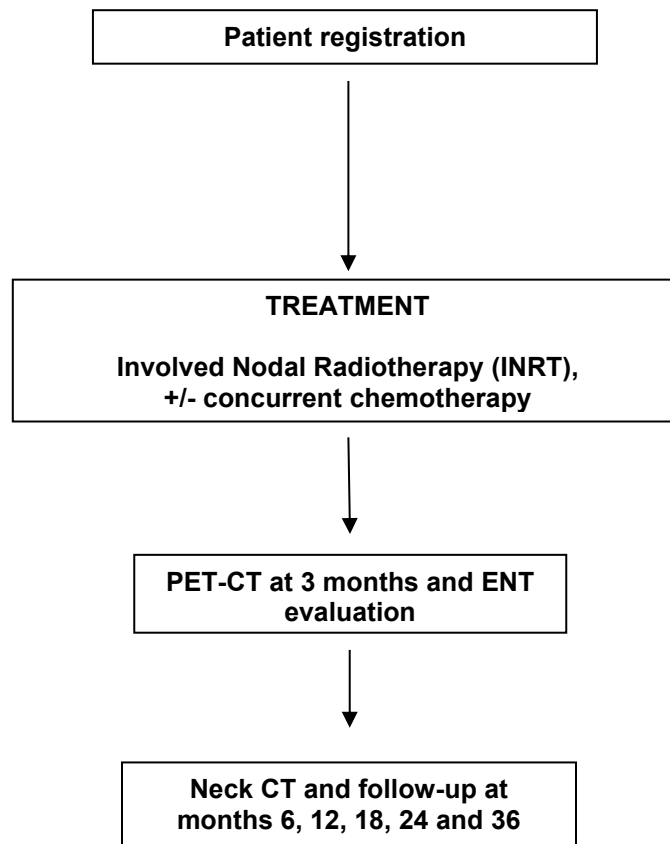 Patient registration
TREATMENT
Involved Nodal Radiotherapy (INRT),
+/- concurrent chemotherapy
PET-CT at 3 months and ENT
evaluation
Neck CT and follow-up at
months 6, 12, 18, 24 and 36